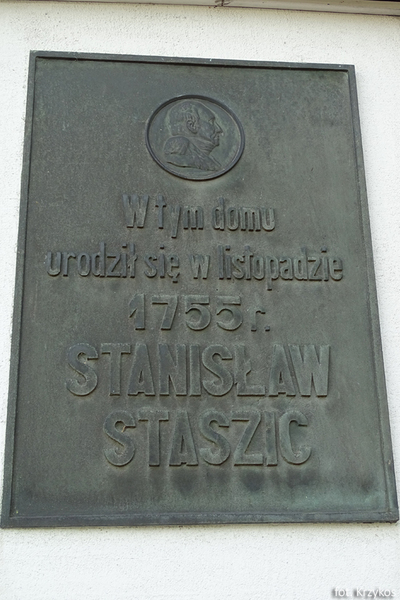 W tym domu
urodził się w listopadzie
1755 r.
STANISŁAW
STASZIC
fot. Krzykos